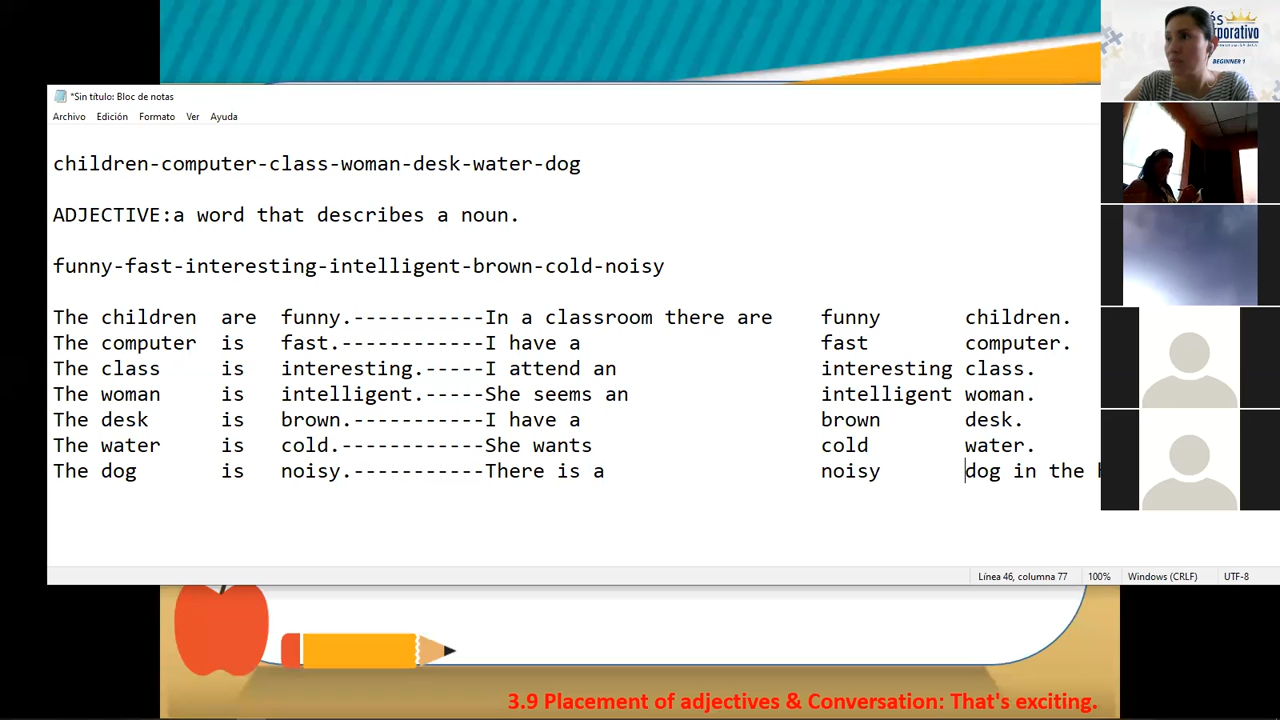 és
orporativo
BEGINNER 1
*Sin título: Bloc de notas
Archivo Edición Formato Ver Ayuda
children-computer-class-woman-desk-water-dog
ADJECTIVE:a word that describes a noun.
funny-fast-interesting-intelligent-brown-cold-noisy
The children are funny.-----------In a classroom there are funny children.
The computer is fast.------------I have a fast computer.
The class is interesting.-----I attend an interesting class.
The woman is intelligent.-----She seems an intelligent woman.
The desk is brown.-----------I have a brown desk.
The water is cold.------------She wants cold water.
The dog is noisy.-----------There is a noisy dog in the
Línea 46, columna 77 100% Windows (CRLF) UTF-8
3.9 Placement of adjectives & Conversation: That's exciting.